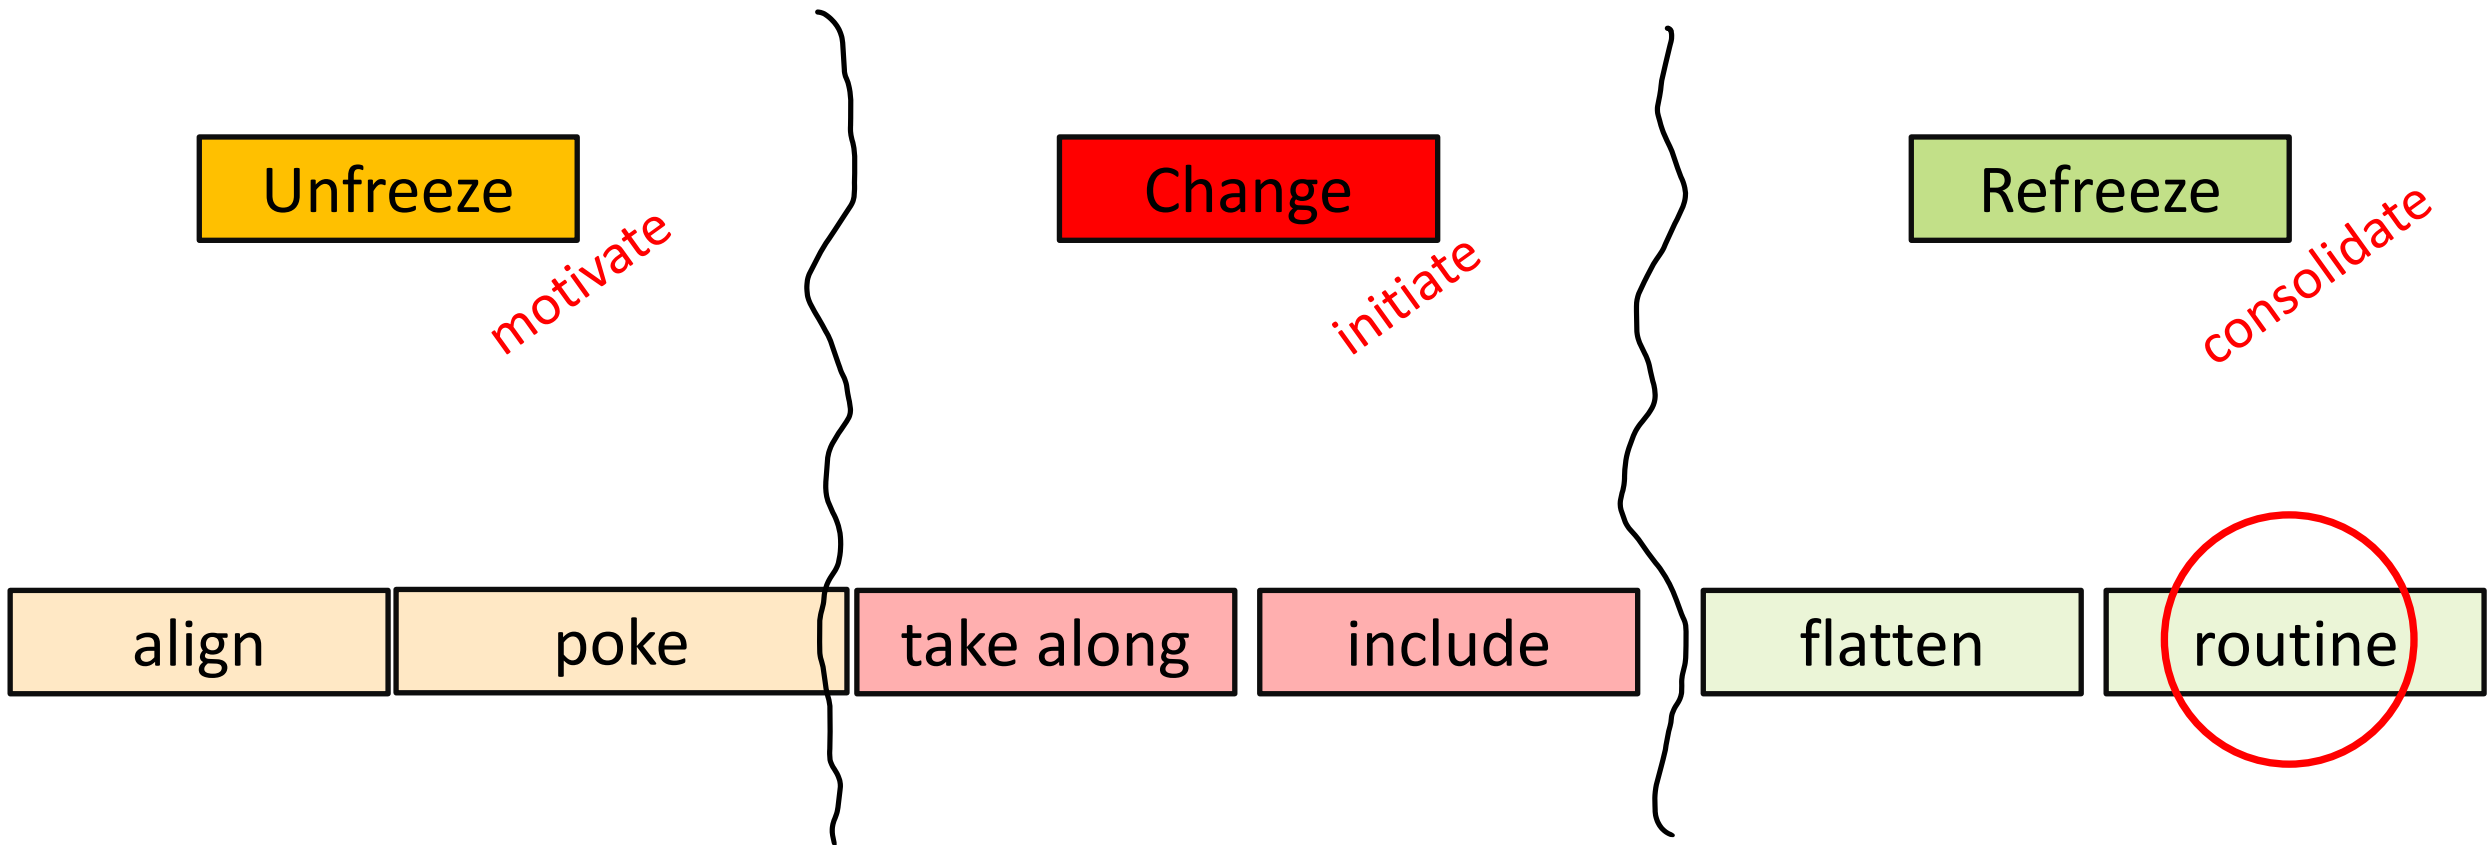 Unfreeze
motivate
Change
initiate
Refreeze
consolidate
align
poke
take along
include
flatten
routine